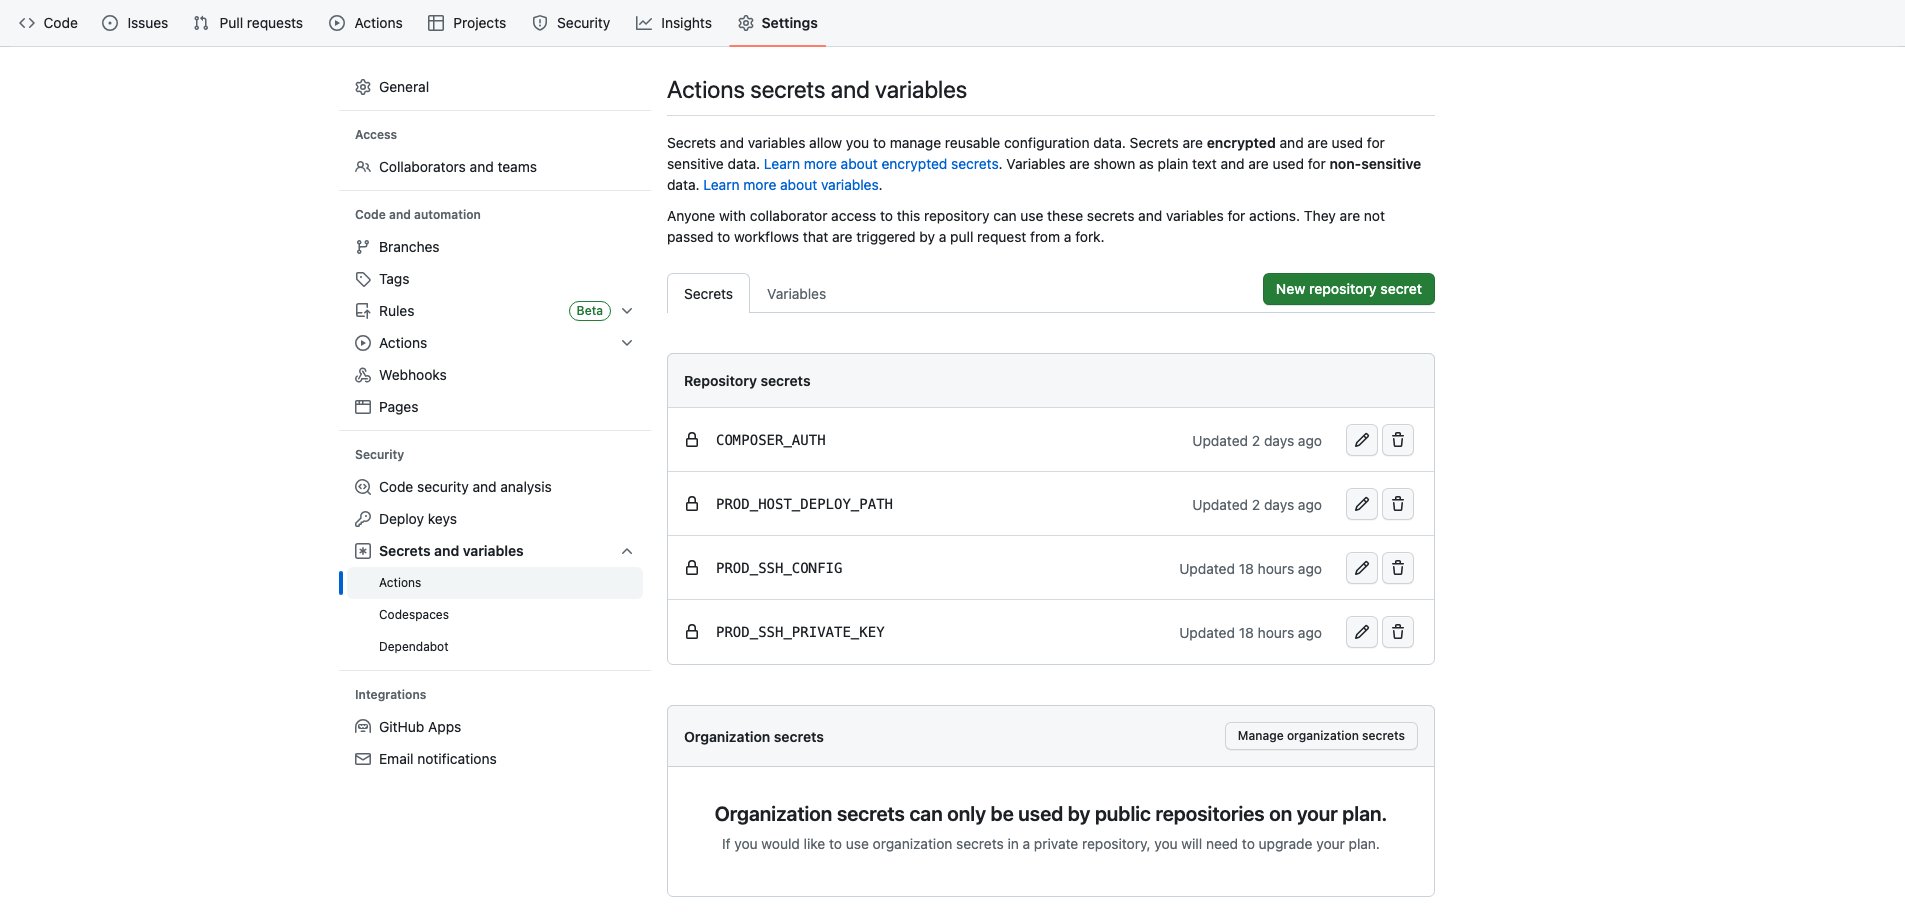 Code Issues Pull requests Actions Projects Security Insights Settings
General
Access
Collaborators and teams
Code and automation
Branches
Tags
Rules Beta
Actions
Webhooks
Pages
Security
Code security and analysis
Deploy keys
Secrets and variables
Actions
Codespaces
Dependabot
Integrations
GitHub Apps
Email notifications
Actions secrets and variables
Secrets and variables allow you to manage reusable configuration data. Secrets are encrypted and are used for
sensitive data. Learn more about encrypted secrets. Variables are shown as plain text and are used for non-sensitive
data. Learn more about variables.
Anyone with collaborator access to this repository can use these secrets and variables for actions. They are not
passed to workflows that are triggered by a pull request from a fork.
Secrets Variables New repository secret
Repository secrets
COMPOSER_AUTH Updated 2 days ago
PROD_HOST_DEPLOY_PATH Updated 2 days ago
PROD_SSH_CONFIG Updated 18 hours ago
PROD_SSH_PRIVATE_KEY Updated 18 hours ago
Organization secrets Manage organization secrets
Organization secrets can only be used by public repositories on your plan.
If you would like to use organization secrets in a private repository, you will need to upgrade your plan.